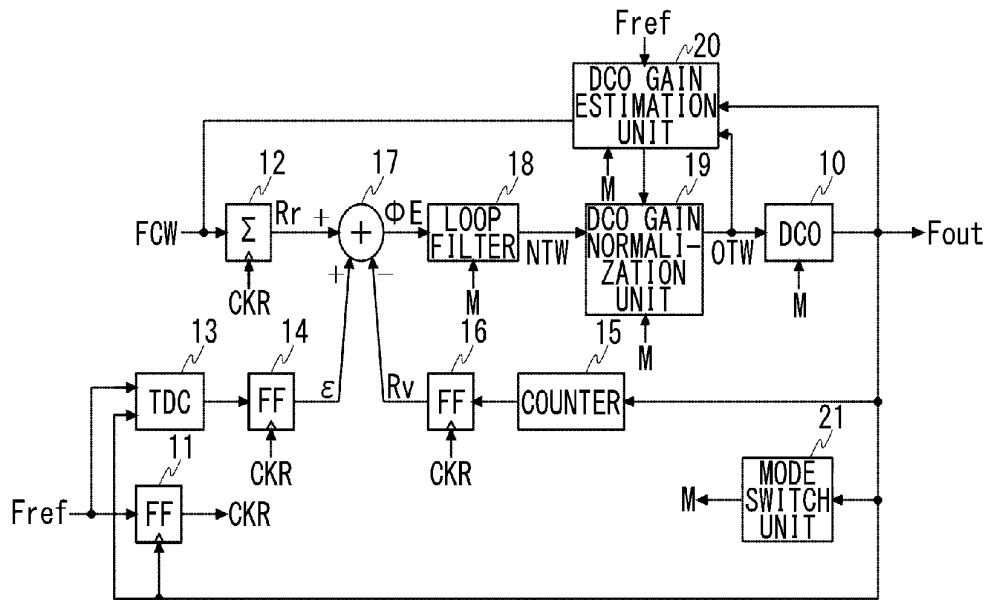 Fref
20
DCO GAIN
ESTIMATION
UNIT
M
12
17
18
19
10
FCW
Σ
Rr
+
+
ΦE
LOOP
FILTER
NTW
DCO GAIN
NORMALI-
ZATION
UNIT
OTW
DCO
Fout
+
−
CKR
M
M
M
13
14
16
15
TDC
FF
ε
Rv
FF
COUNTER
CKR
CKR
11
21
Fref
FF
CKR
M
MODE
SWITCH
UNIT